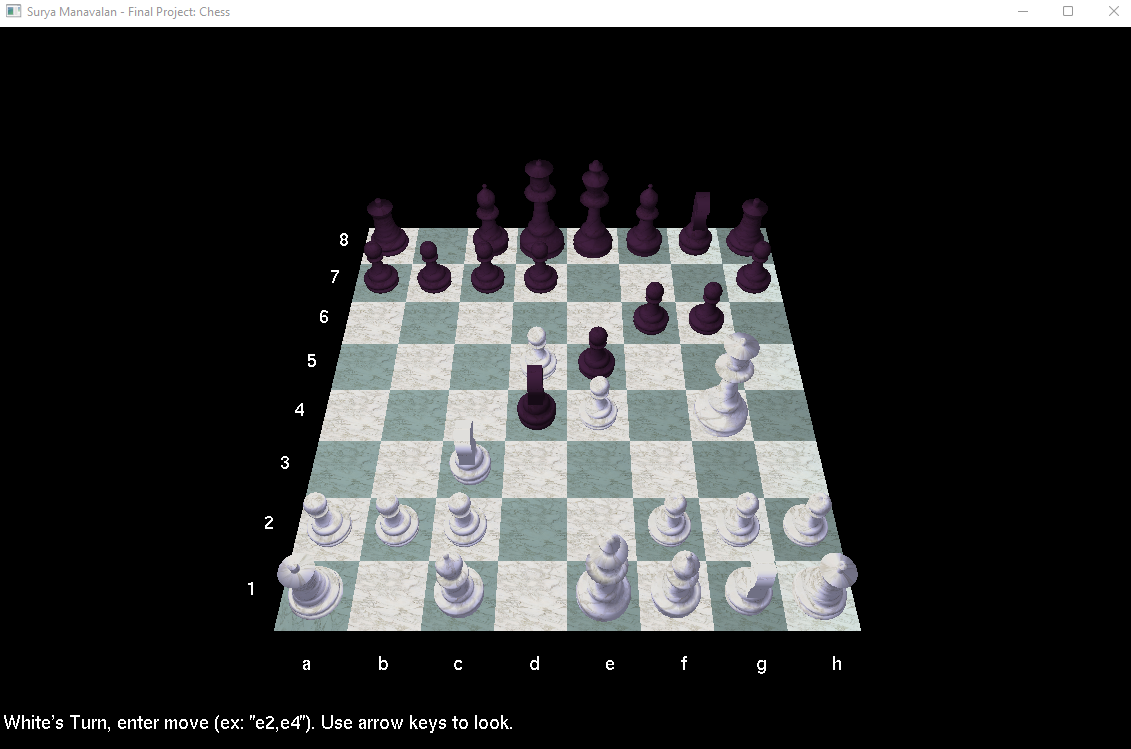 Surya Manavalan - Final Project: Chess
8
7
6
5
4
3
2
1
a b c d e f g h
White's Turn, enter move (ex: "e2,e4"). Use arrow keys to look.